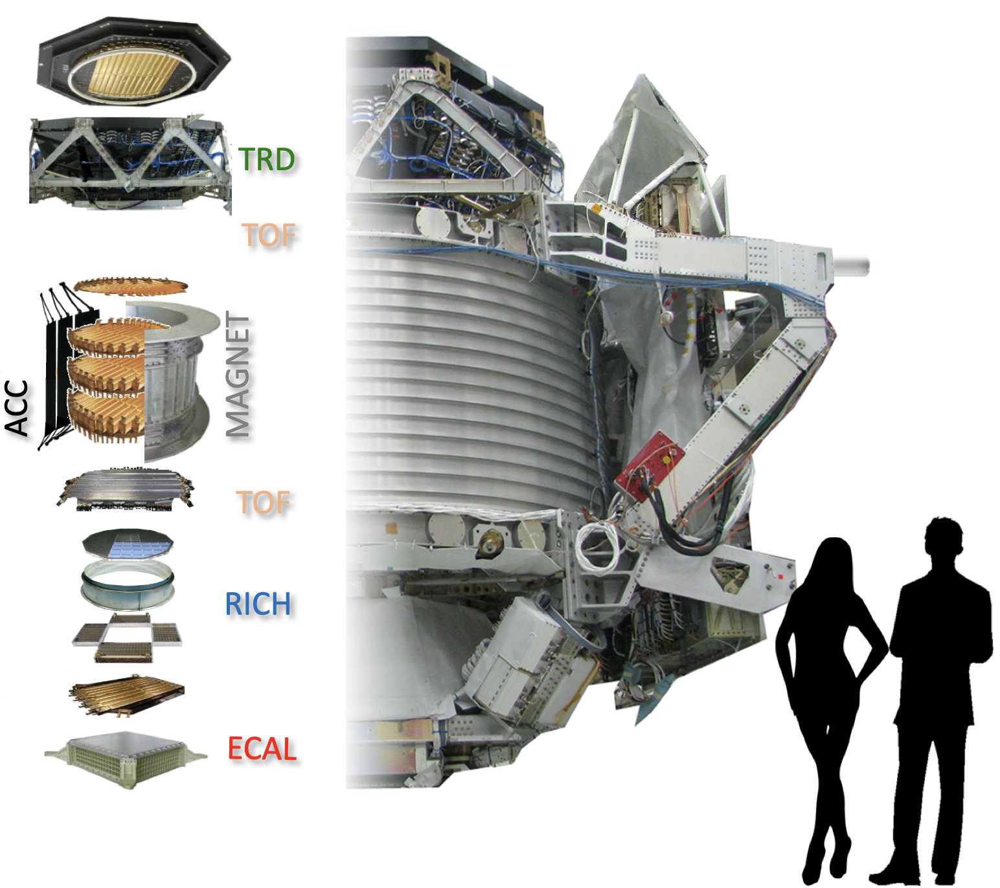 TRD
TOF
ACC
MAGNET
TOF
RICH
ECAL